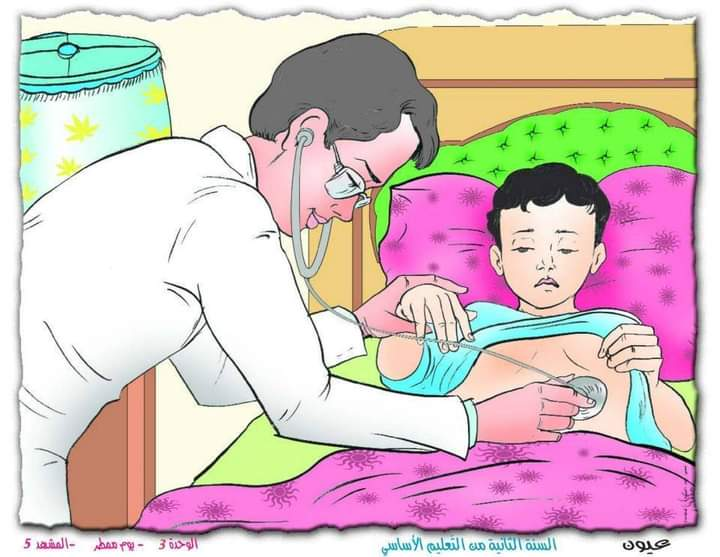 عيون السنة الثانية من التعليم الأساسي الوحدة 3 - يوم ممطر - المشهد 5